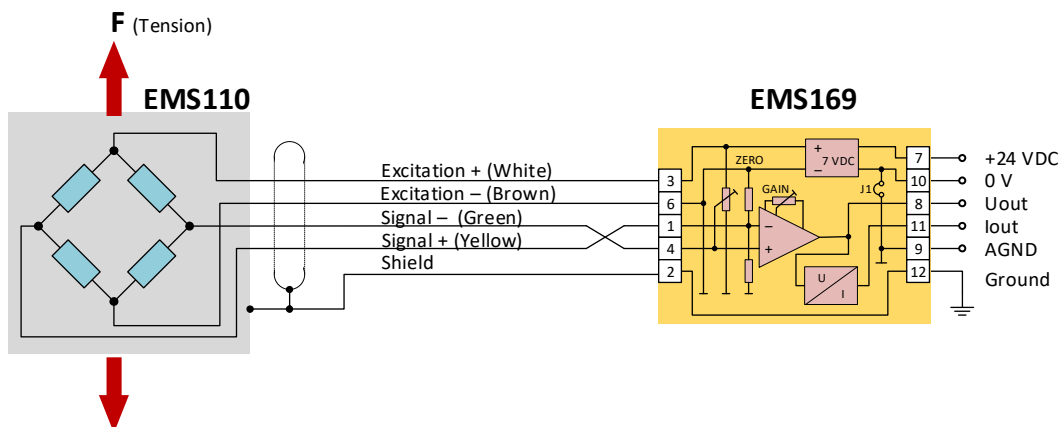 F (Tension)
EMS110
EMS169
Excitation + (White)
Excitation – (Brown)
Signal – (Green)
Signal + (Yellow)
Shield
3
6
1
4
2
ZERO
GAIN
+
7 VDC
–
J1
–
+
U
I
7
10
8
11
9
12
+24 VDC
0 V
Uout
Iout
AGND
Ground